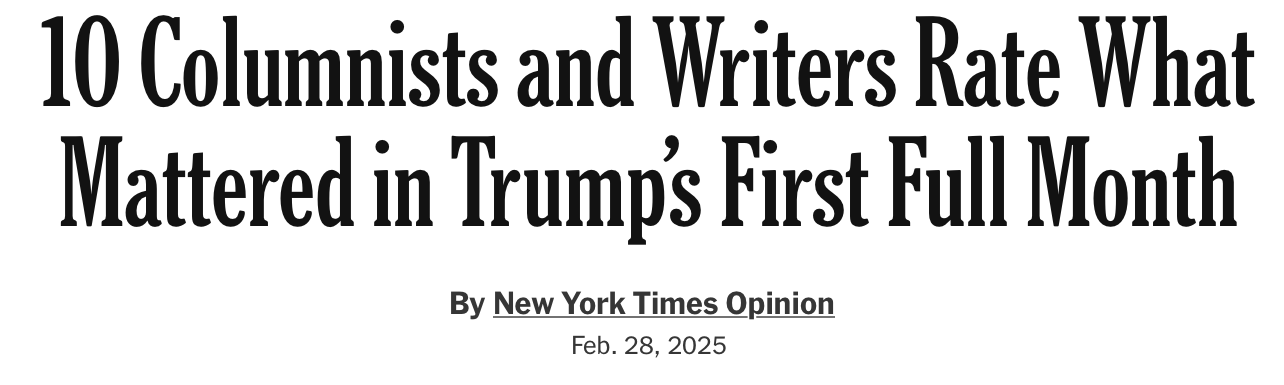 10 Columnists and Writers Rate What
Mattered in Trump’s First Full Month
By New York Times Opinion
Feb. 28, 2025